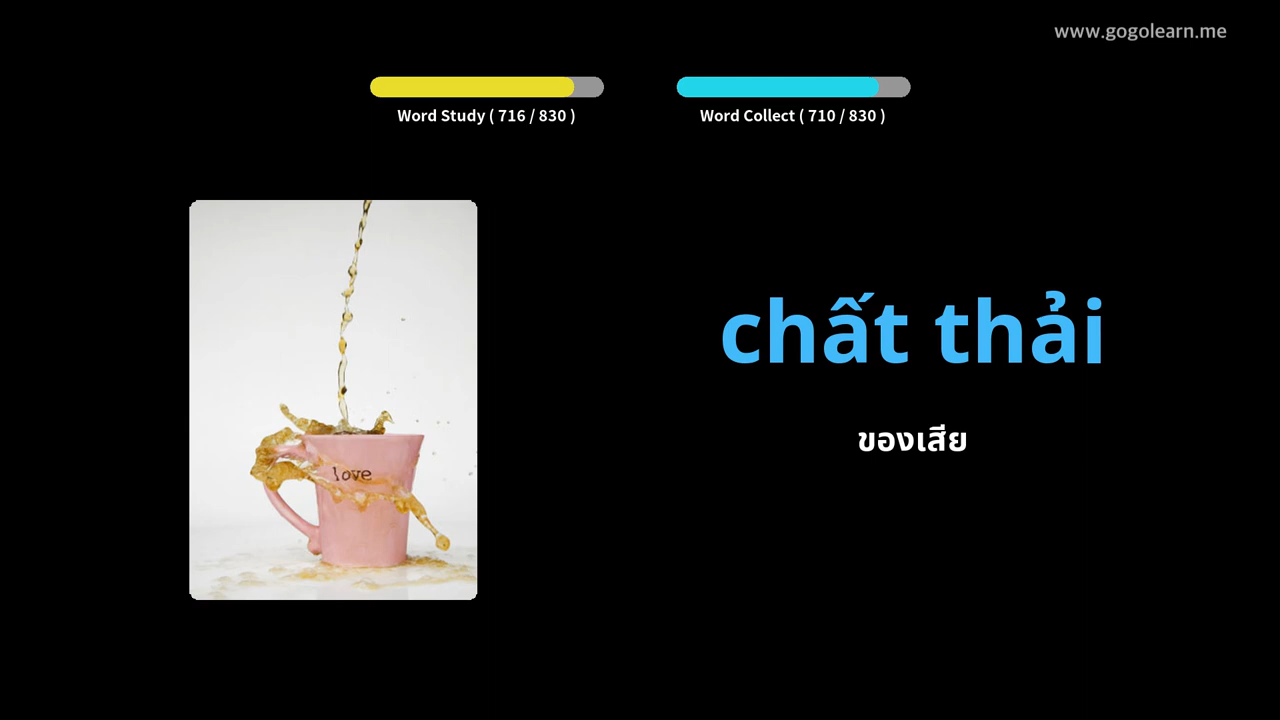 www.gogolearn.me
Word Study ( 716 / 830 )
Word Collect ( 710 / 830 )
love
chất thải
ของเสีย